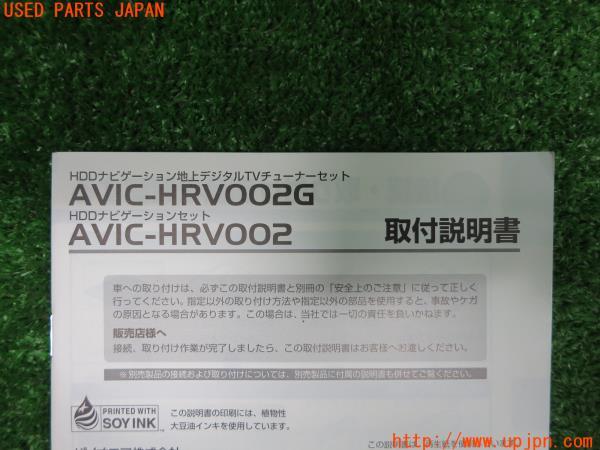 USED PARTS JAPAN
HDDナビゲーション地上デジタルTVチューナーセット
AVIC-HRV002G
HDDナビゲーションセット
AVIC-HRV002
取付説明書
車への取り付けは、必ずこの取付説明書と別冊の「安全上のご注意」に従って正しく
行ってください。指定以外の取り付け方法や指定以外の部品を使用すると、事故やケガ
の原因となる場合があります。この場合は、当社では一切の責任を負いかねます。
販売店様へ
接続、取り付け作業が完了しましたら、この取付説明書はお客様へお渡しください。
※別売製品の接続および取り付けについては、別売製品に付属の説明書も併せてご覧ください。
PRINTED WITH
SOY INK
この説明書の印刷には、植物性
大豆油インキを使用しています。
この説明書は、再生紙を使用
http://www.upjpn.com/